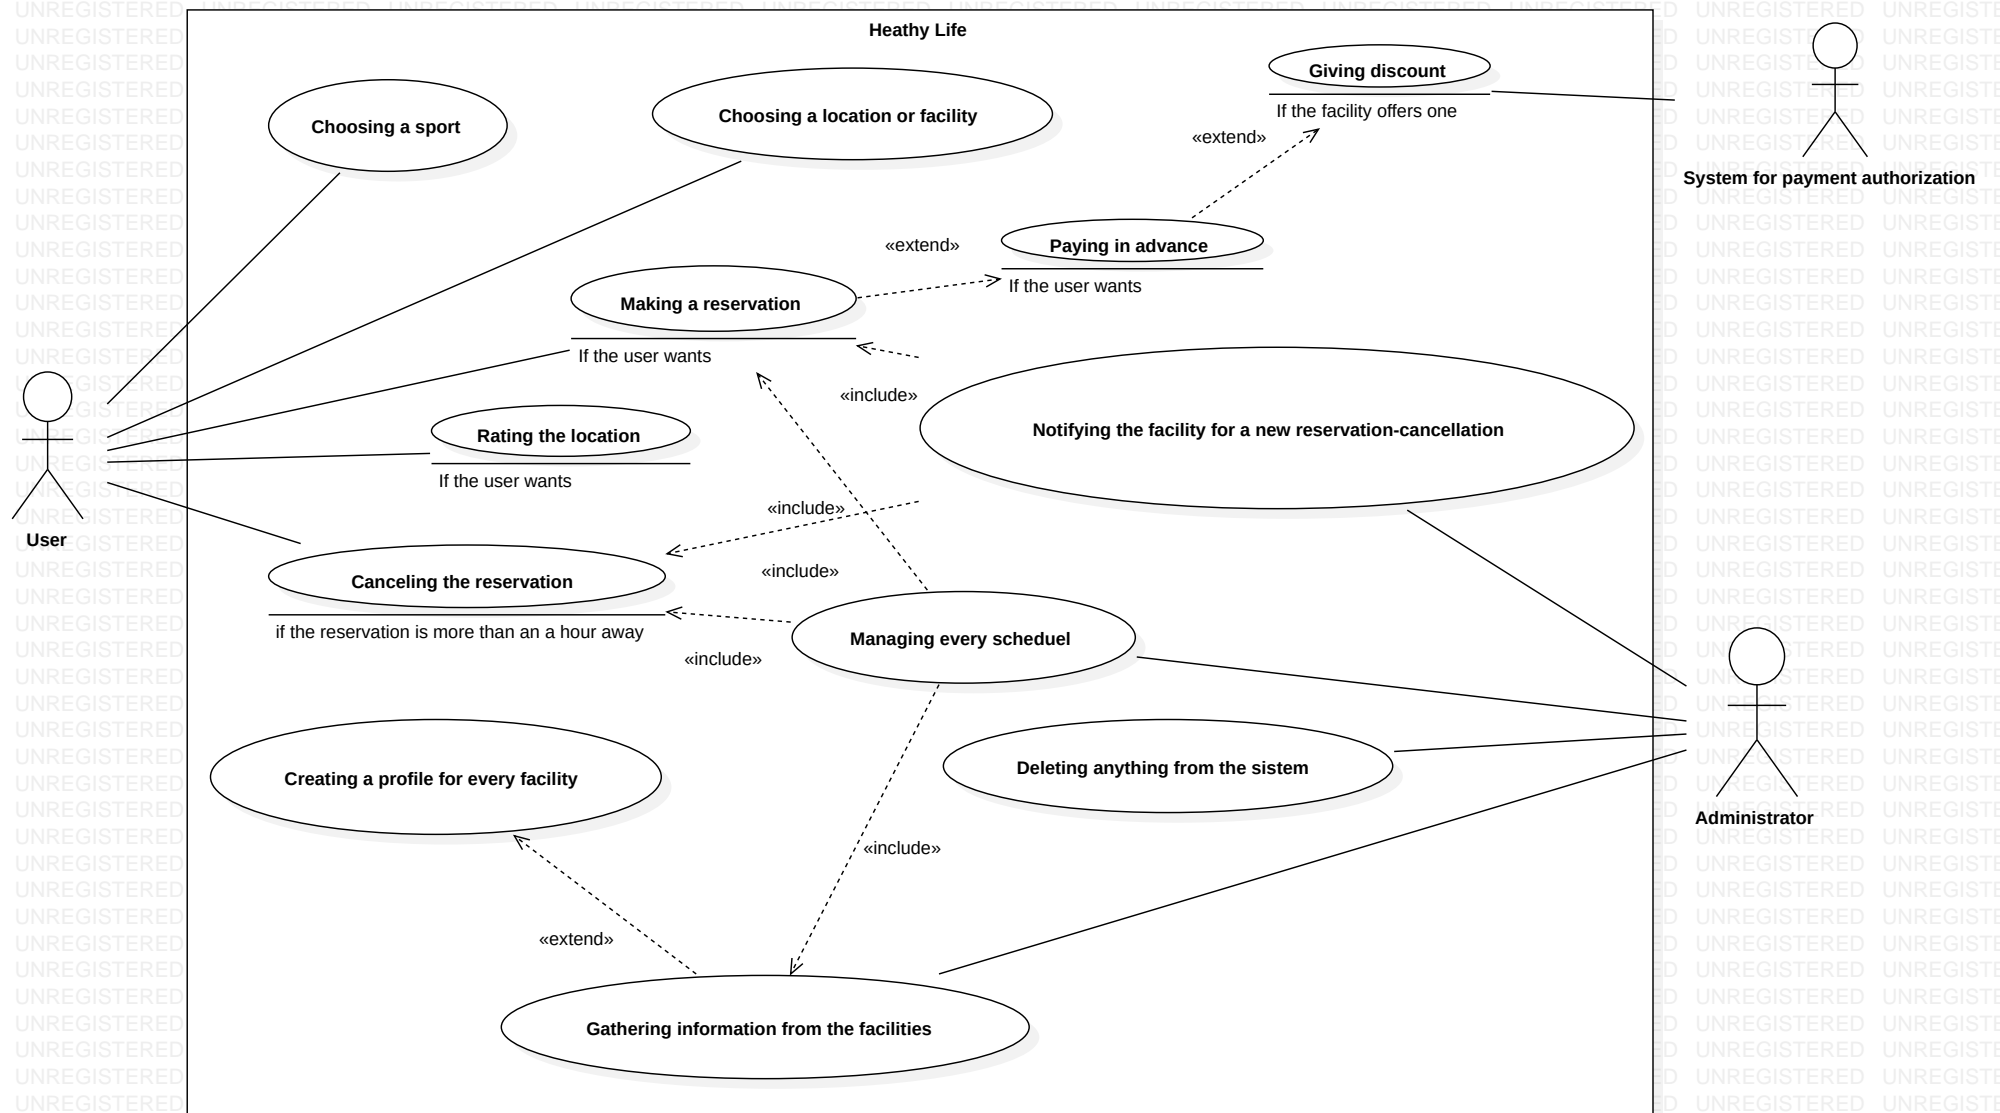 Heathy Life
Giving discount
If the facility offers one
Choosing a sport
Choosing a location or facility
«extend»
System for payment authorization
«extend»
Paying in advance
If the user wants
Making a reservation
If the user wants
«include»
Rating the location
If the user wants
Notifying the facility for a new reservation-cancellation
«include»
User
«include»
Canceling the reservation
if the reservation is more than an a hour away
Managing every scheduel
«include»
Creating a profile for every facility
Deleting anything from the sistem
Administrator
«include»
«extend»
Gathering information from the facilities